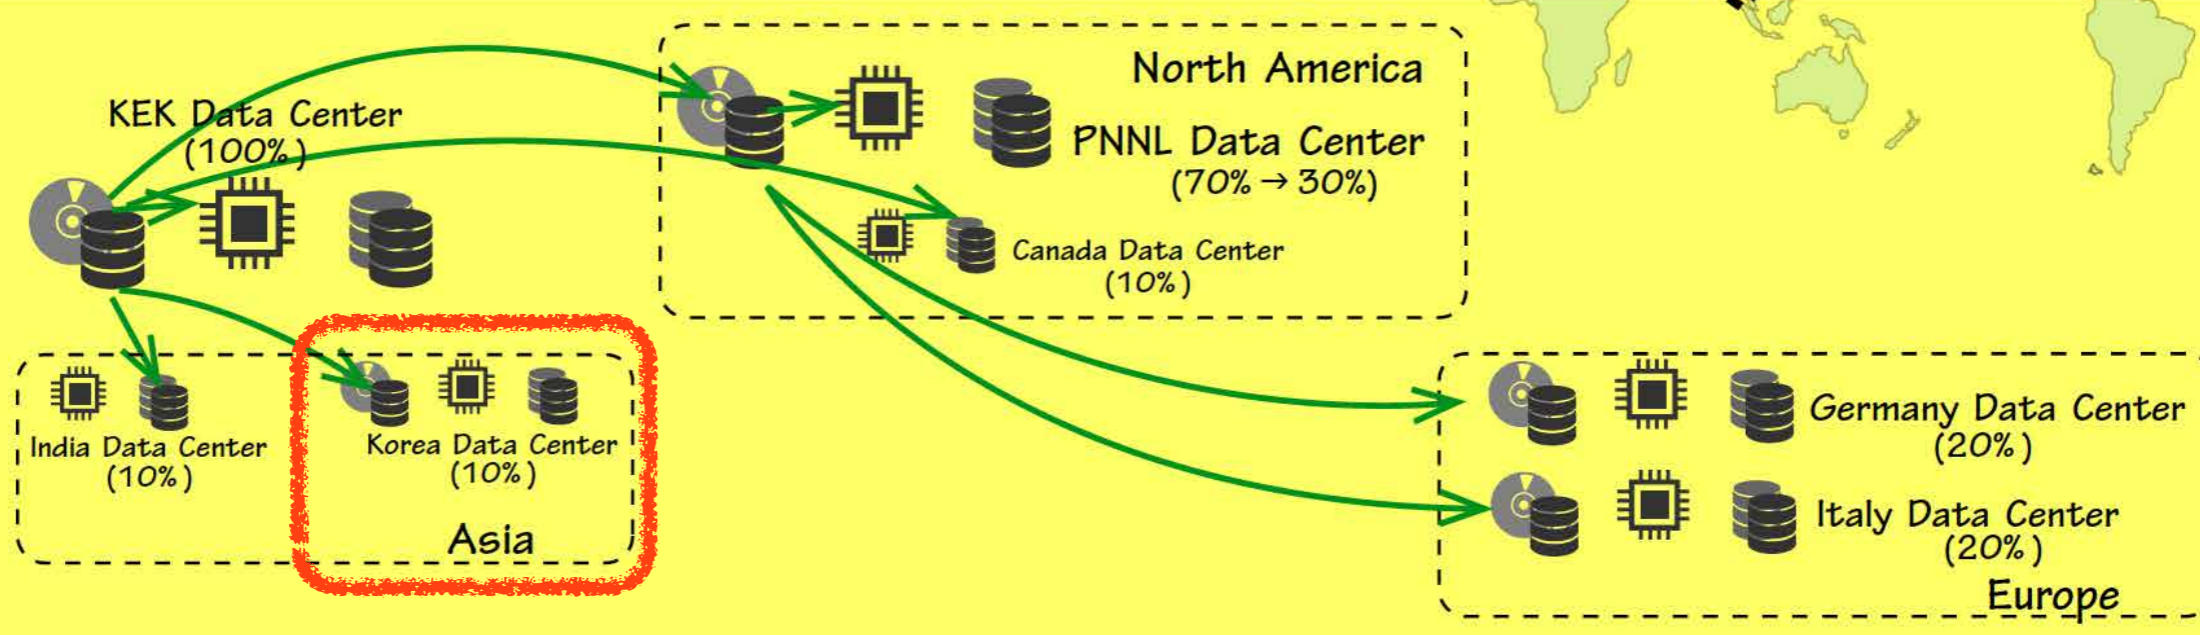 KEK Data Center
(100%)
North America
PNNL Data Center
(70% → 30%)
Canada Data Center
(10%)
India Data Center
(10%)
Korea Data Center
(10%)
Asia
Germany Data Center
(20%)
Italy Data Center
(20%)
Europe